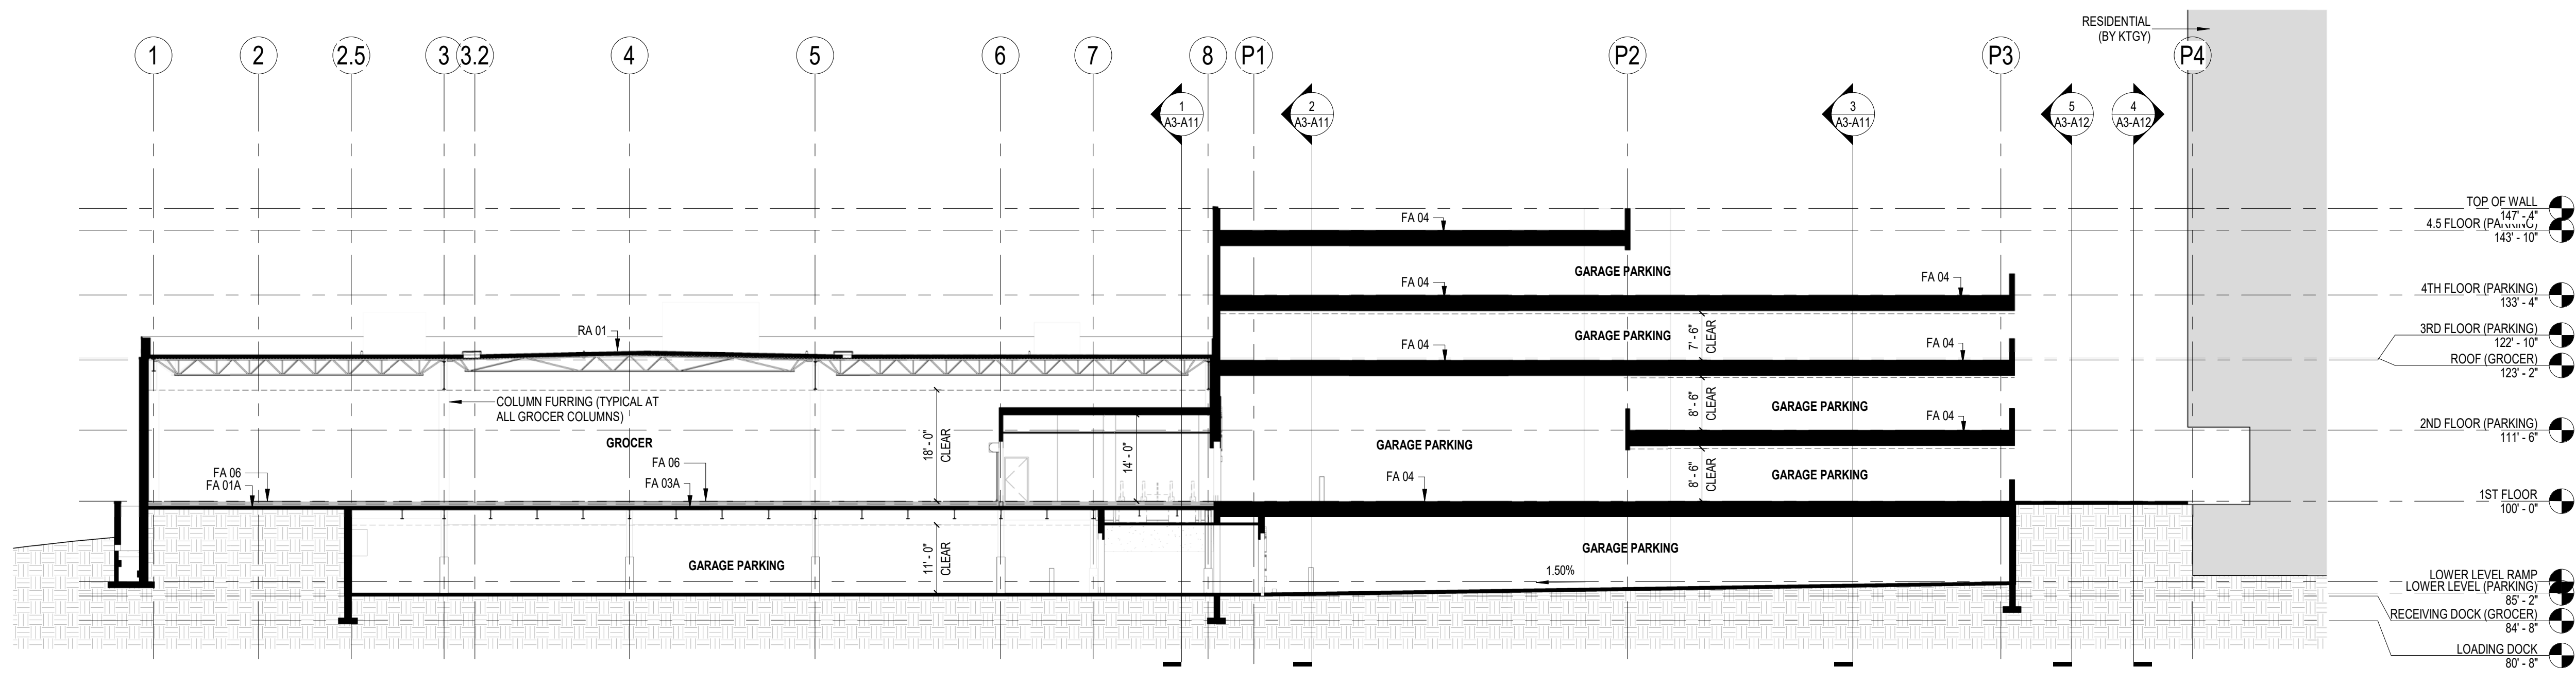 RESIDENTIAL
(BY KTGY)
1
2
2.5
3
3.2
4
5
6
7
8
P1
P2
P3
P4
1
A3-A11
2
A3-A11
3
A3-A11
5
A3-A12
4
A3-A12
TOP OF WALL
147' - 4"
4.5 FLOOR (PARKING)
143' - 10"
FA 04
GARAGE PARKING
FA 04
FA 04
4TH FLOOR (PARKING)
133' - 4"
RA 01
GARAGE PARKING
7' - 6"
CLEAR
3RD FLOOR (PARKING)
122' - 10"
FA 04
FA 04
ROOF (GROCER)
123' - 2"
COLUMN FURRING (TYPICAL AT
ALL GROCER COLUMNS)
8' - 6"
CLEAR
GARAGE PARKING
FA 04
2ND FLOOR (PARKING)
111' - 6"
GROCER
18' - 0"
CLEAR
14' - 0"
GARAGE PARKING
FA 06
FA 01A
FA 06
FA 03A
FA 04
8' - 6"
CLEAR
GARAGE PARKING
1ST FLOOR
100' - 0"
GARAGE PARKING
11' - 0"
CLEAR
GARAGE PARKING
1.50%
LOWER LEVEL RAMP
LOWER LEVEL (PARKING)
85' - 2"
RECEIVING DOCK (GROCER)
84' - 8"
LOADING DOCK
80' - 8"